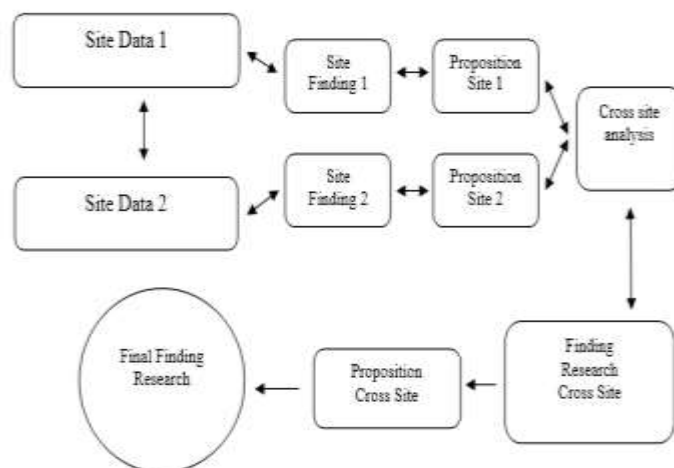 Site Data 1
Site
Finding 1
Proposition
Site 1
Cross site
analysis
Site Data 2
Site
Finding 2
Proposition
Site 2
Final Finding
Research
Proposition
Cross Site
Finding
Research
Cross Site